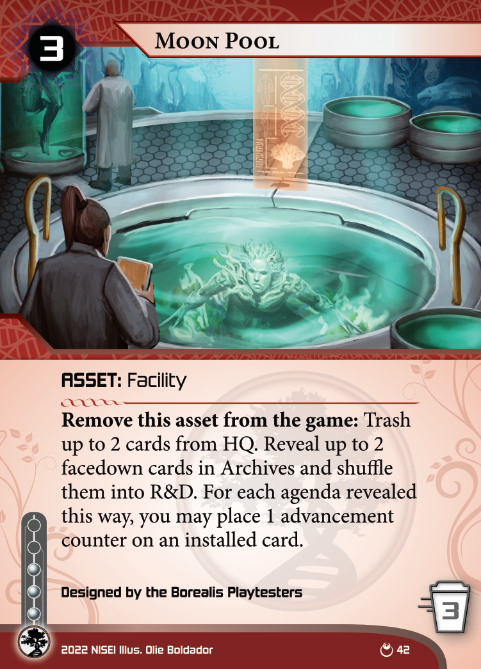 3
Moon Pool
ASSET: Facility
Remove this asset from the game: Trash
up to 2 cards from HQ. Reveal up to 2
facedown cards in Archives and shuffle
them into R&D. For each agenda revealed
this way, you may place 1 advancement
counter on an installed card.
Designed by the Borealis Playtesters
3
2022 NISEI Illus. Olie Boldador
42